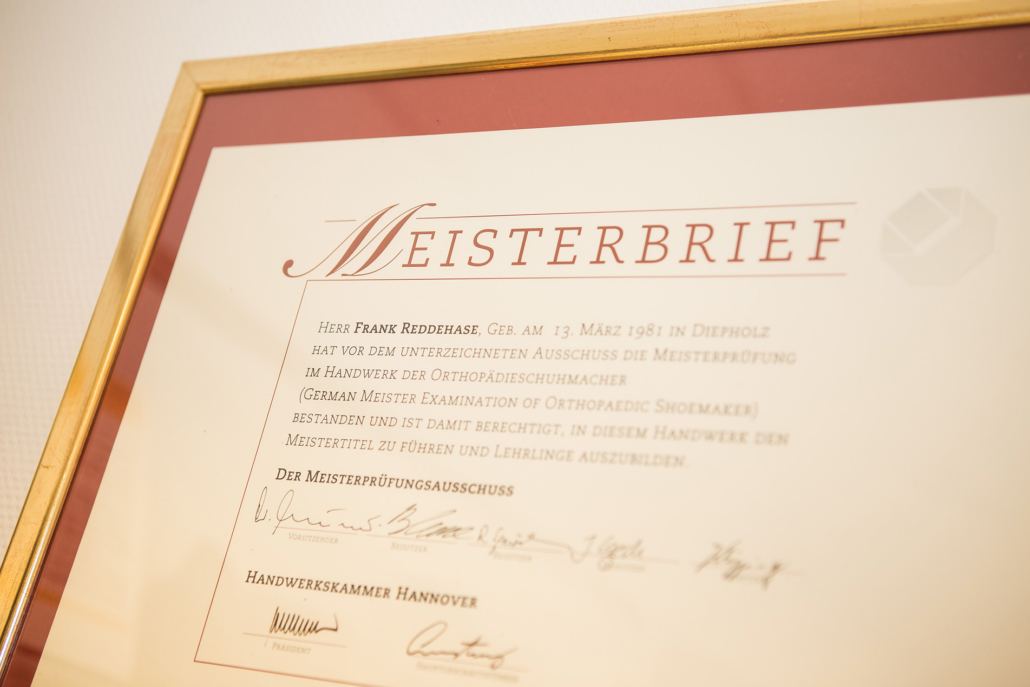 MEISTERBRIEF
HERR FRANK REDDEHASE, GEB. AM 13. MÄRZ 1981 IN DIEPHOLZ
HAT VOR DEM UNTERZEICHNETEN AUSSCHUSS DIE MEISTERPRÜFUNG
IM HANDWERK DER ORTHOPÄDIESCHUHMACHER
(GERMAN MEISTER EXAMINATION OF ORTHOPAEDIC SHOEMAKER)
BESTANDEN UND IST DAMIT BERECHTIGT, IN DIESEM HANDWERK DEN
MEISTERTITEL ZU FÜHREN UND LEHRLINGE AUSZUBILDEN.
DER MEISTERPRÜFUNGSAUSSCHUSS
VORSITZENDER BEISITZER
HANDWERKSKAMMER HANNOVER
PRÄSIDENT